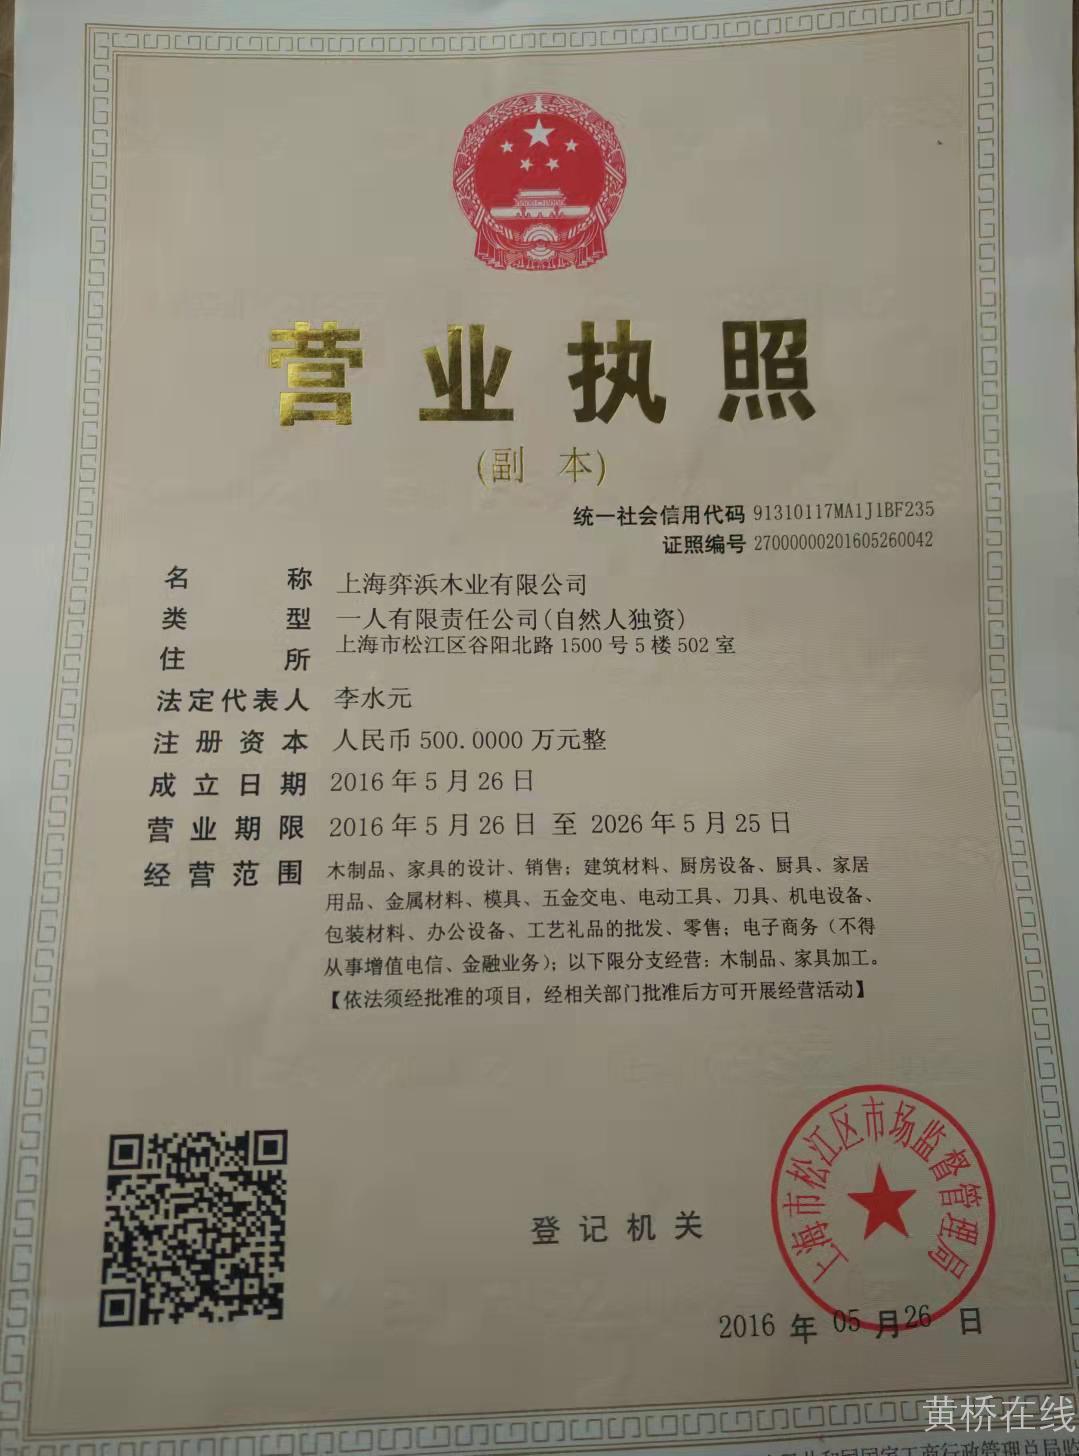 营业执照
(副 本)
统一社会信用代码 91310117MA1J1BF235
证照编号 27000000201605260042
名称 上海弈浜木业有限公司
类型 一人有限责任公司(自然人独资)
住所 上海市松江区谷阳北路1500号5楼502室
法定代表人 李水元
注册资本 人民币500.0000万元整
成立日期 2016年5月26日
营业期限 2016年5月26日 至 2026年5月25日
经营范围 木制品、家具的设计、销售；建筑材料、厨房设备、厨具、家居
用品、金属材料、模具、五金交电、电动工具、刀具、机电设备、
包装材料、办公设备、工艺礼品的批发、零售；电子商务（不得
从事增值电信、金融业务）；以下限分支经营：木制品、家具加工。
【依法须经批准的项目，经相关部门批准后方可开展经营活动】
上海市松江区市场监督管理局
登记机关
2016年05月26日
黄桥在线